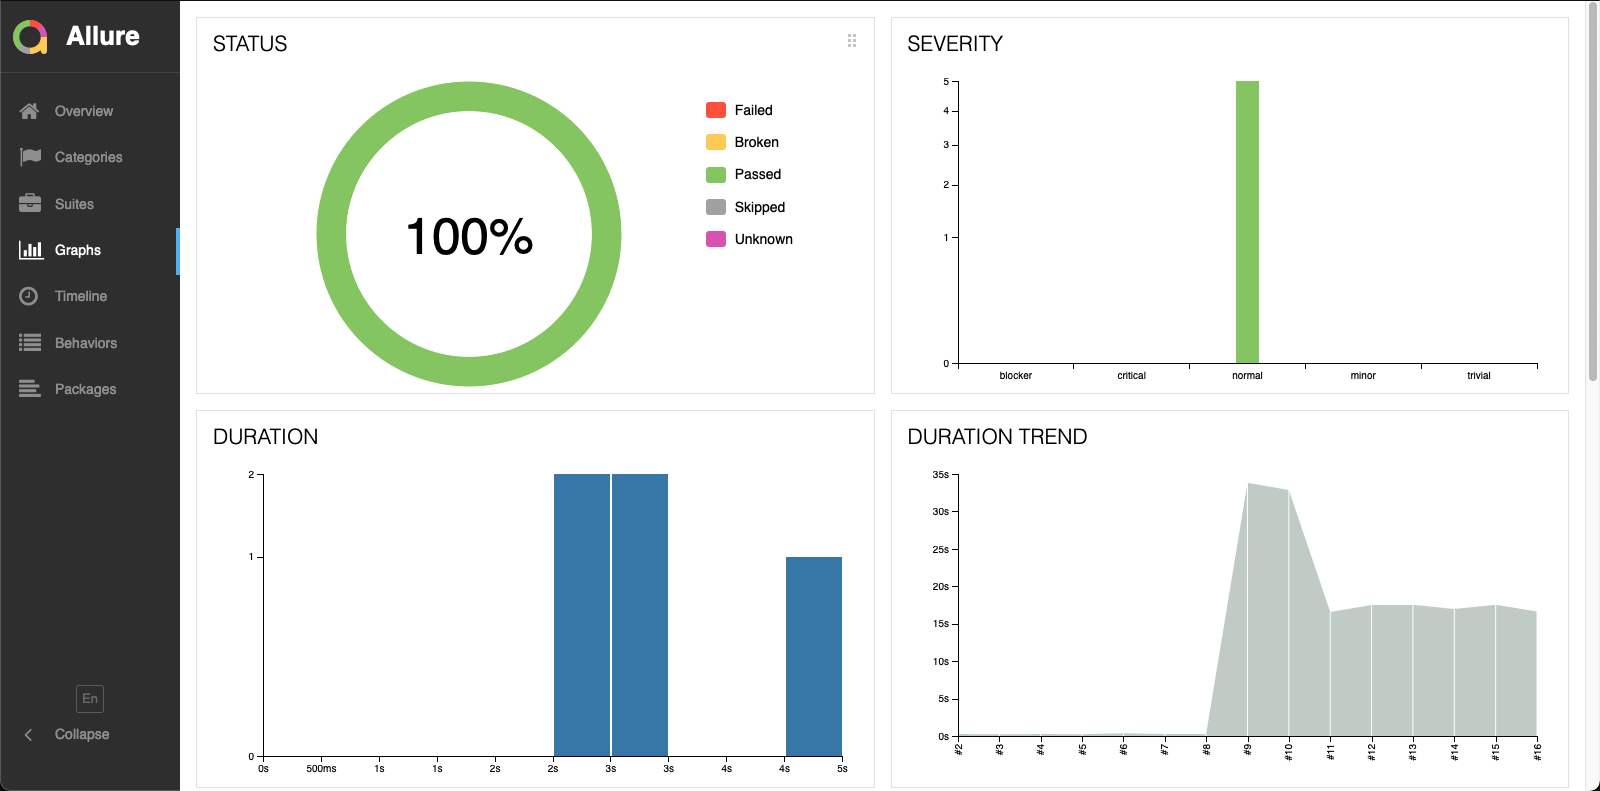 Allure
Overview
Categories
Suites
Graphs
Timeline
Behaviors
Packages
En
Collapse
STATUS
100%
Failed
Broken
Passed
Skipped
Unknown
SEVERITY
5
4
3
2
1
0
blocker critical normal minor trivial
DURATION
2
1
0
0s 500ms 1s 1s 2s 2s 3s 3s 4s 4s 5s
DURATION TREND
35s
30s
25s
20s
15s
10s
5s
0s
#2 #3 #4 #5 #6 #7 #8 #9 #10 #11 #12 #13 #14 #15 #16